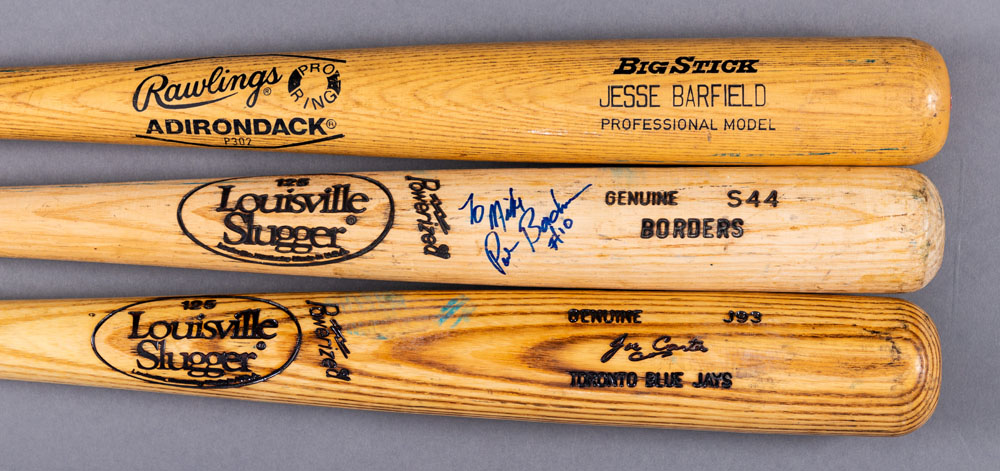 Rawlings®
PRO RING
ADIRONDACK®
P302
BIG STICK
JESSE BARFIELD
PROFESSIONAL MODEL
125
Louisville
Slugger®
Powerized
To Mike
Pat Borders
#10
GENUINE S44
BORDERS
125
Louisville
Slugger®
Powerized
GENUINE J93
Joe Carter
TORONTO BLUE JAYS